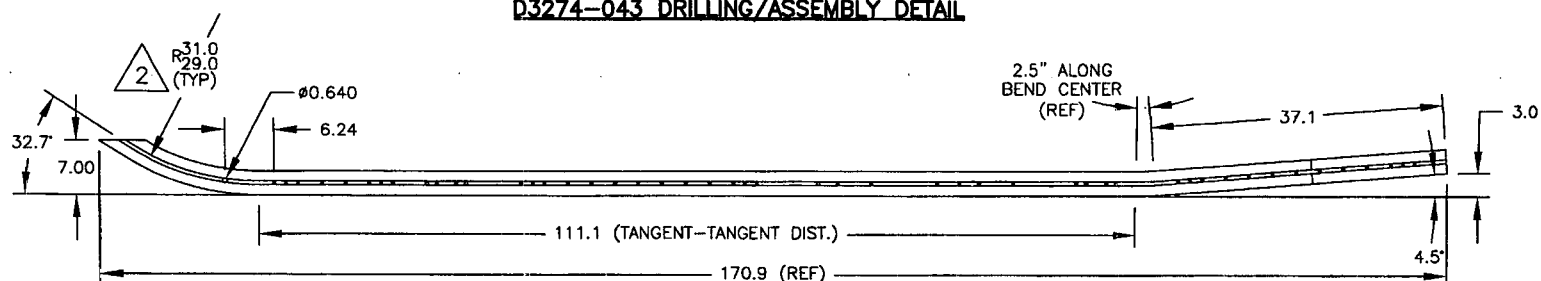 D3274-043 DRILLING/ASSEMBLY DETAIL
2
R31.0
29.0
(TYP)
ø0.640
6.24
32.7°
7.00
2.5" ALONG
BEND CENTER
(REF)
37.1
3.0
111.1 (TANGENT-TANGENT DIST.)
4.5°
170.9 (REF)